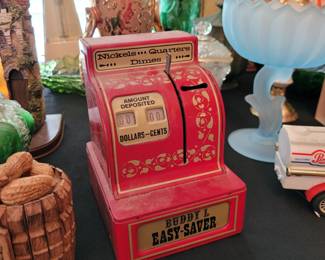 Nickels Quarters
Dimes
AMOUNT
DEPOSITED
DOLLARS-CENTS
BUDDY L
EASY-SAVER